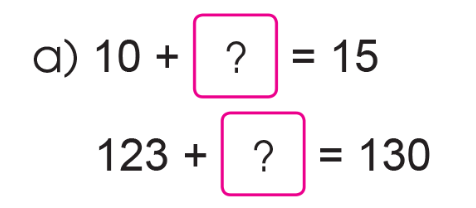 a) 10 + ? = 15
123 + ? = 130